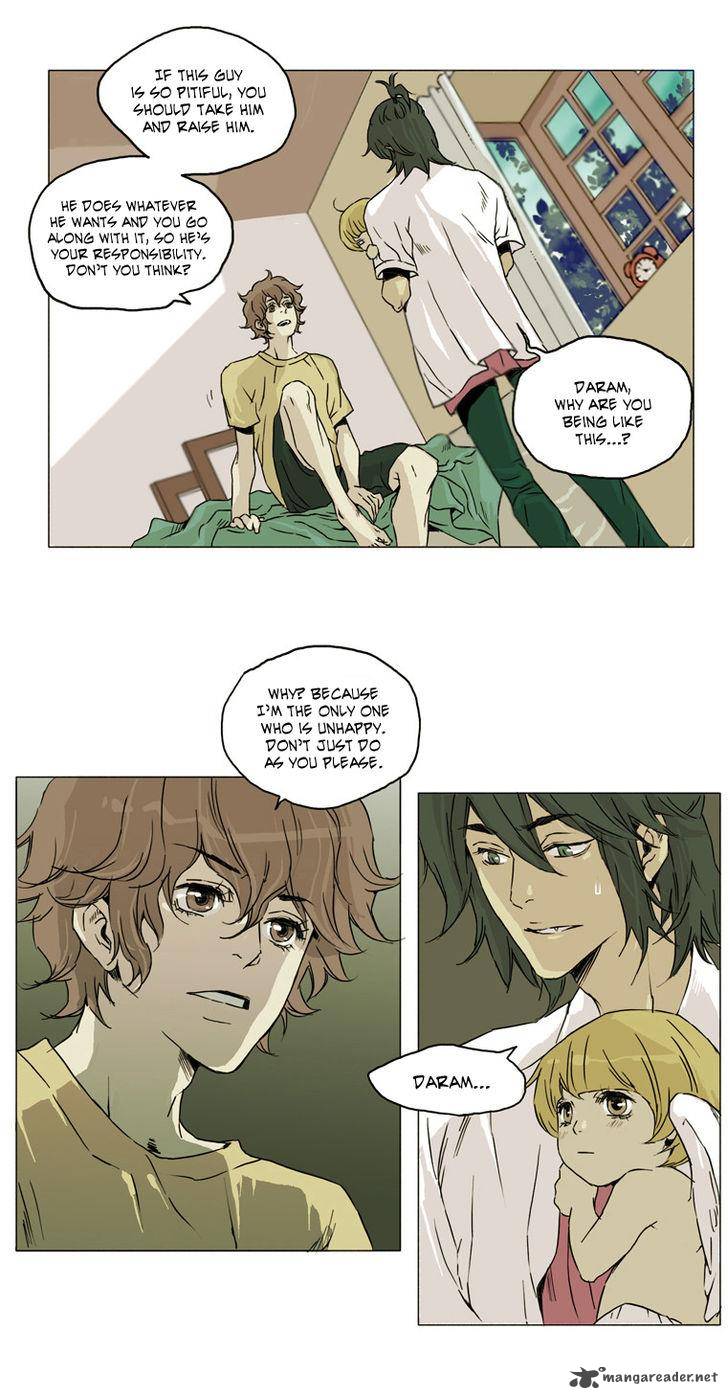 IF THIS GUY
IS SO PITIFUL, YOU
SHOULD TAKE HIM
AND RAISE HIM.
HE DOES WHATEVER
HE WANTS AND YOU GO
ALONG WITH IT, SO HE'S
YOUR RESPONSIBILITY.
DON'T YOU THINK?
DARAM,
WHY ARE YOU
BEING LIKE
THIS...?
WHY? BECAUSE
I'M THE ONLY ONE
WHO IS UNHAPPY.
DON'T JUST DO
AS YOU PLEASE.
DARAM...
mangareader.net